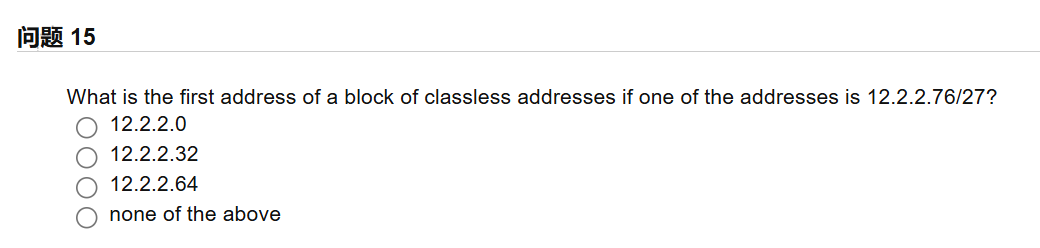 问题 15
What is the first address of a block of classless addresses if one of the addresses is 12.2.2.76/27?
12.2.2.0
12.2.2.32
12.2.2.64
none of the above